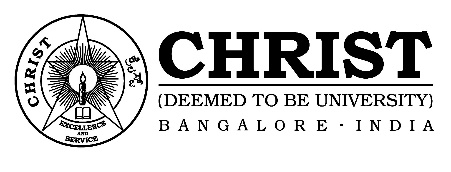 CHRIST
EXCELLENCE
AND
SERVICE
CHRIST
(DEEMED TO BE UNIVERSITY)
BANGALORE - INDIA